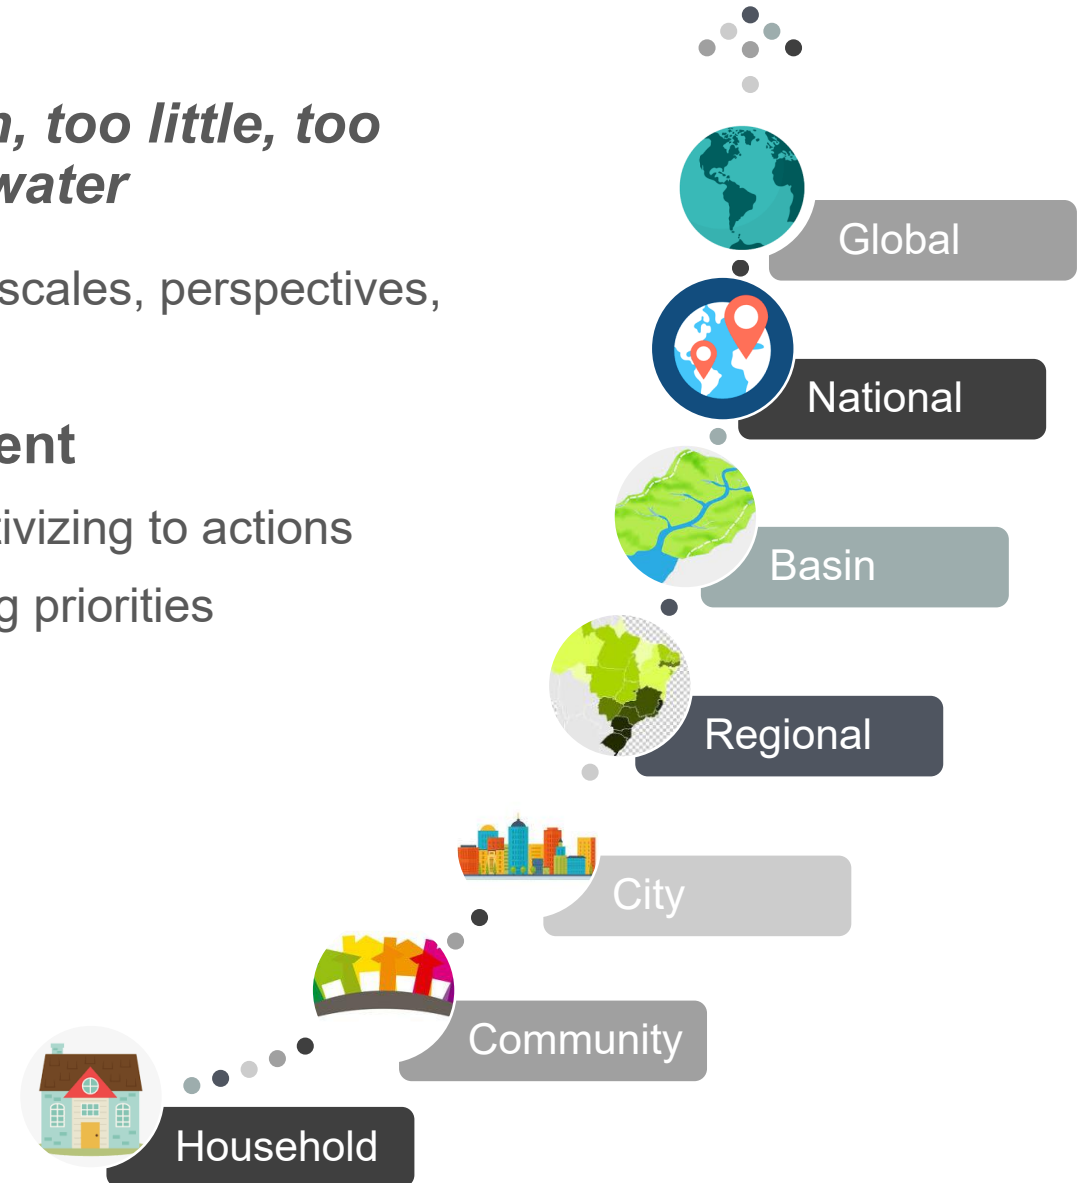 , too little, too
water
scales, perspectives,
ent
tivizing to actions
g priorities
Global
National
Basin
Regional
City
Community
Household